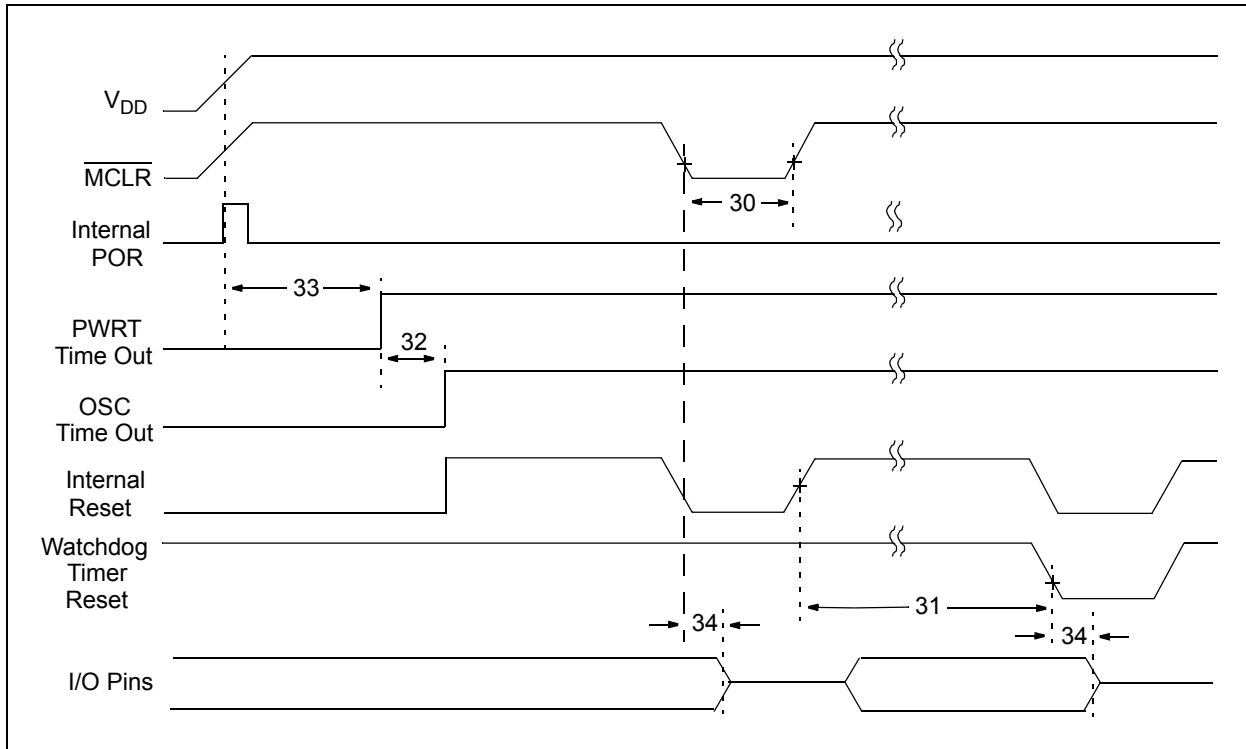 VDD
MCLR
30
Internal
POR
33
PWRT
Time Out
32
OSC
Time Out
Internal
Reset
Watchdog
Timer
Reset
31
34
34
I/O Pins